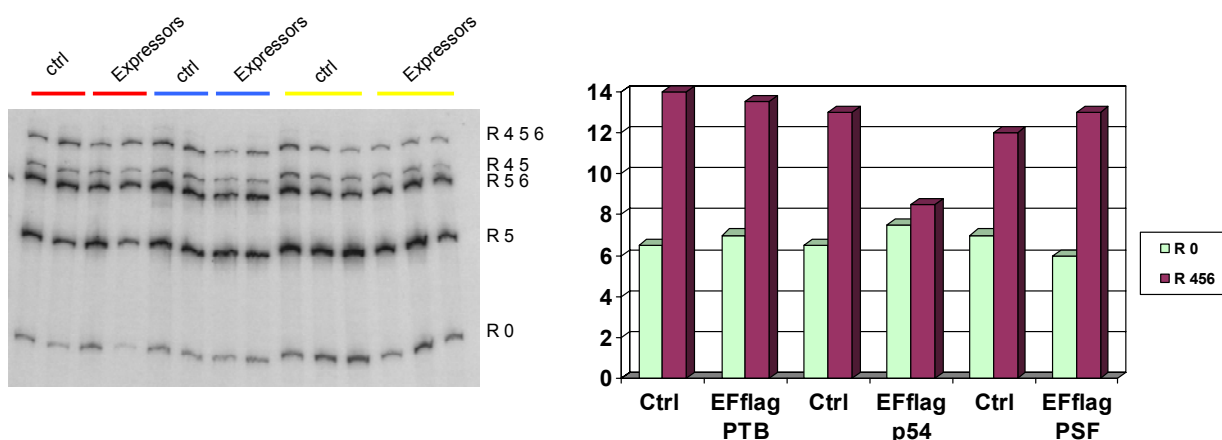 ctrl
Expressors
ctrl
Expressors
ctrl
Expressors
R 4 5 6
R 4 5
R 5 6
R 5
R 0
14
12
10
8
6
4
2
0
Ctrl EFflag Ctrl EFflag Ctrl EFflag
PTB p54 PSF
R 0
R 456